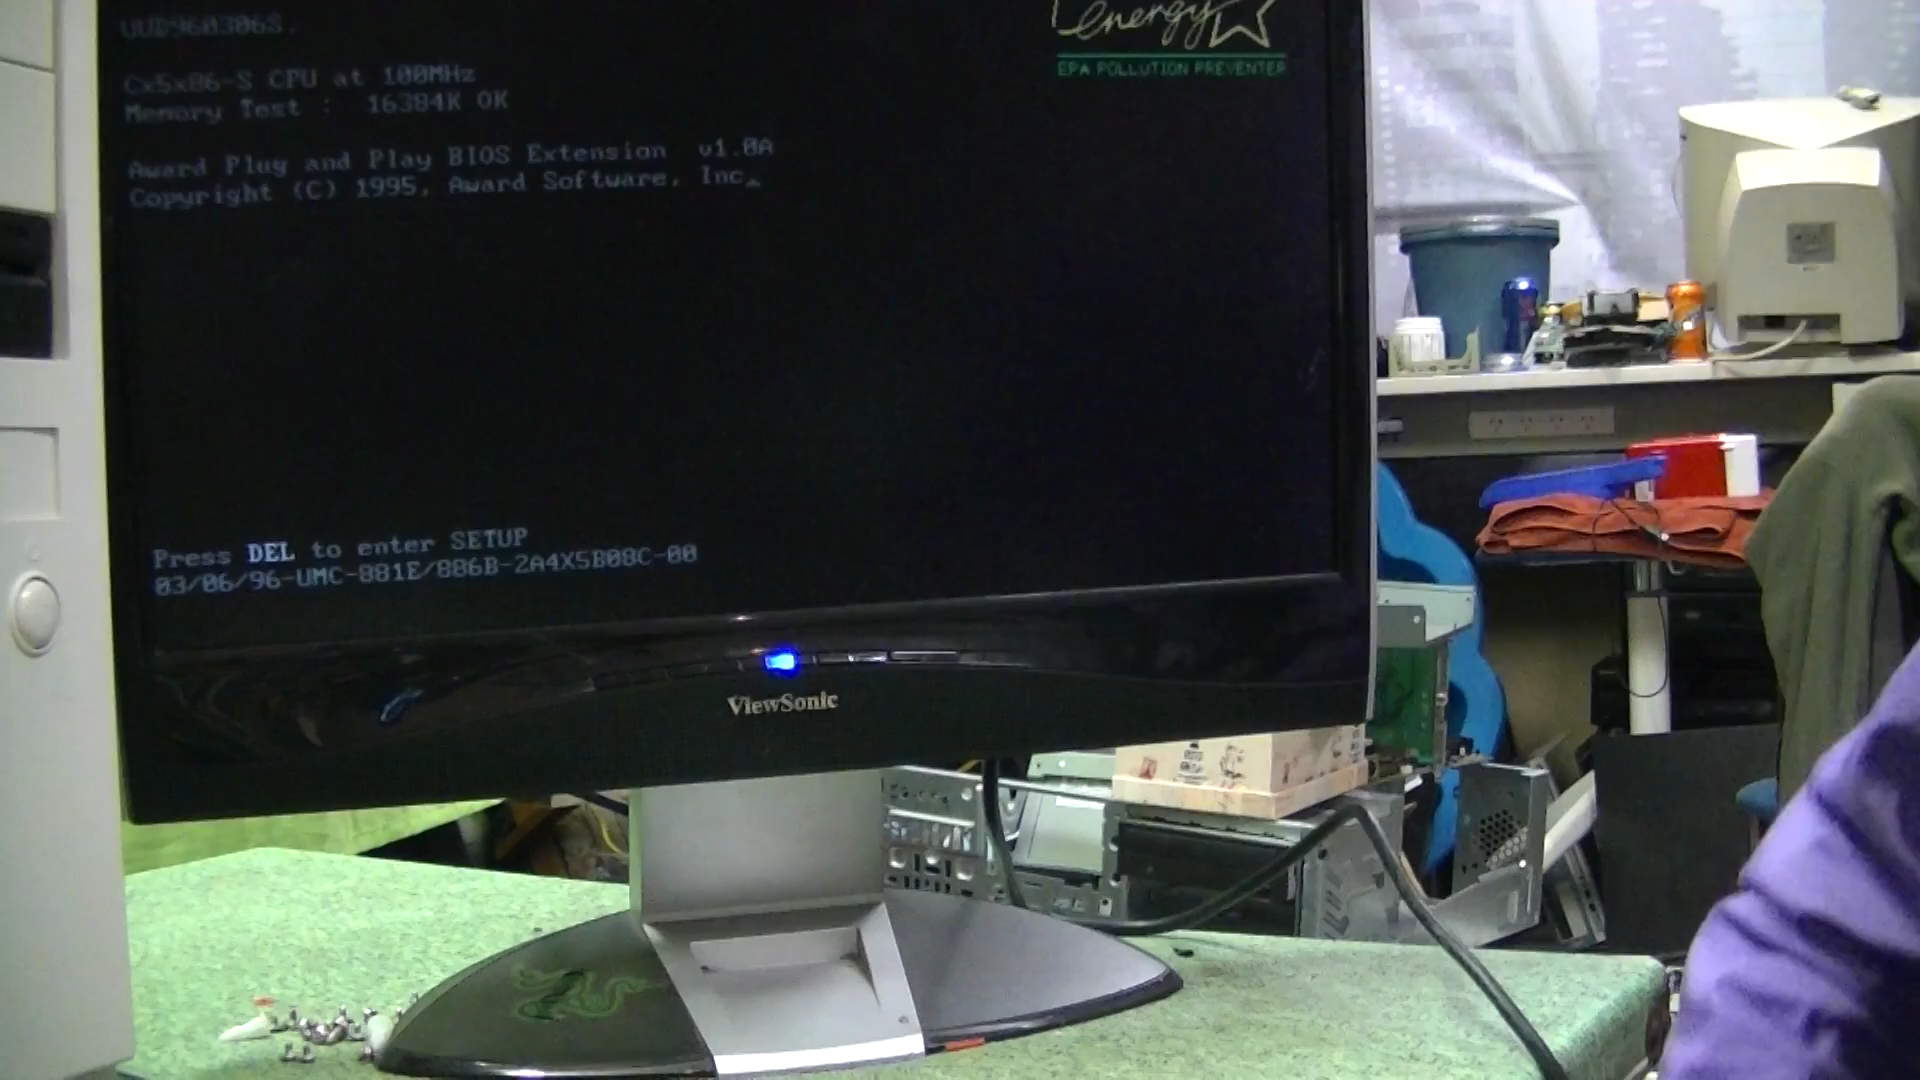 UUD960306S.
energy
EPA POLLUTION PREVENTER
Cx5x86-S CPU at 100MHz
Memory Test :  16384K OK
Award Plug and Play BIOS Extension  v1.0A
Copyright (C) 1995, Award Software, Inc.
Press DEL to enter SETUP
03/06/96-UMC-881E/886B-2A4X5B08C-00
ViewSonic